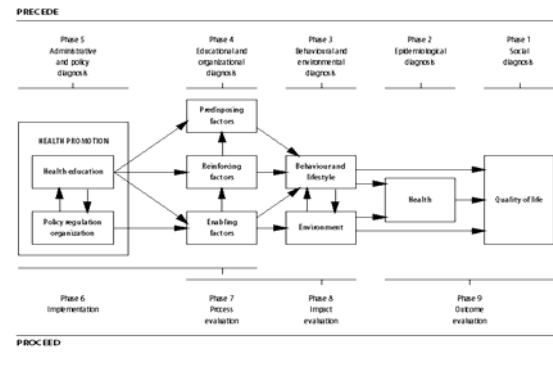 PRECEDE
Phase 5
Administrative
and policy
diagnosis
Phase 4
Educational and
organizational
diagnosis
Phase 3
Behavioural and
environmental
diagnosis
Phase 2
Epidemiological
diagnosis
Phase 1
Social
diagnosis
HEALTH PROMOTION
Health education
Policy regulation
organization
Predisposing
factors
Reinforcing
factors
Enabling
factors
Behaviour and
lifestyle
Environment
Health
Quality of life
Phase 6
Implementation
Phase 7
Process
evaluation
Phase 8
Impact
evaluation
Phase 9
Outcome
evaluation
PROCEED